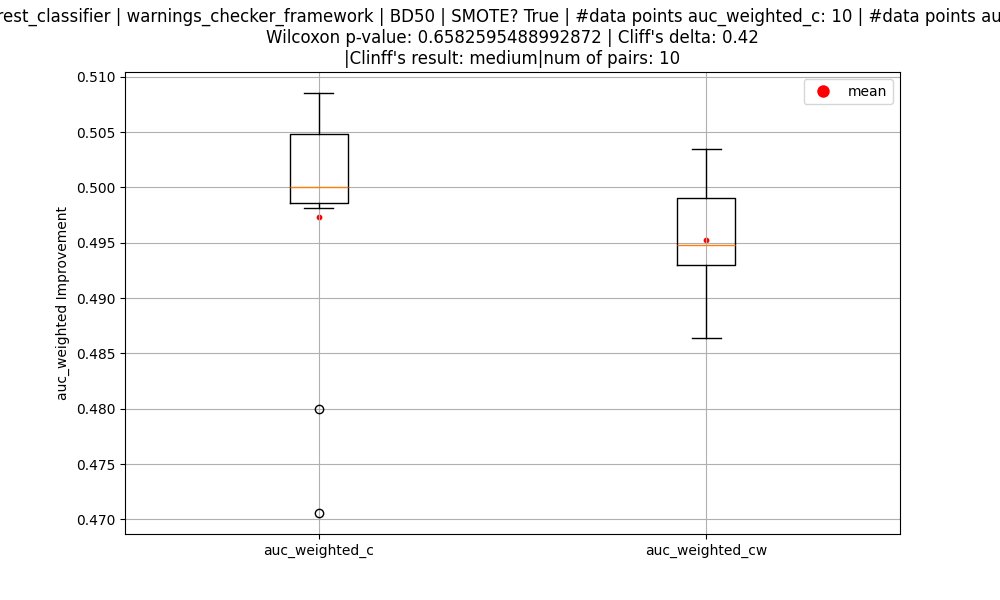 rest_classifier | warnings_checker_framework | BD50 | SMOTE? True | #data points auc_weighted_c: 10 | #data points au
Wilcoxon p-value: 0.6582595488992872 | Cliff's delta: 0.42
|Clinff's result: medium|num of pairs: 10
mean
0.510
0.505
0.500
0.495
0.490
0.485
0.480
0.475
0.470
auc_weighted Improvement
auc_weighted_c
auc_weighted_cw